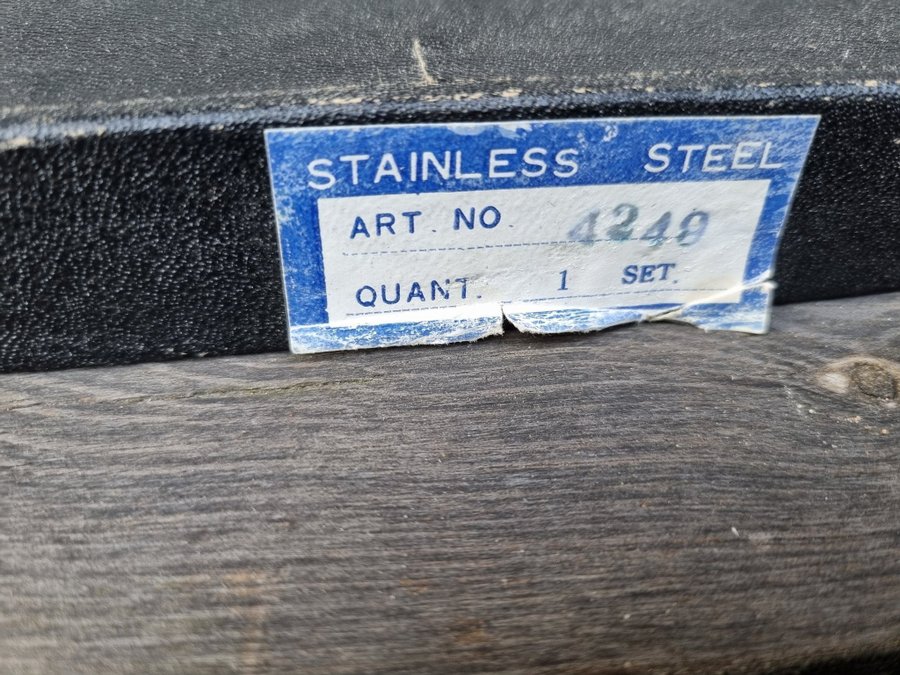 STAINLESS STEEL
ART. NO. 4249
QUANT. 1 SET.